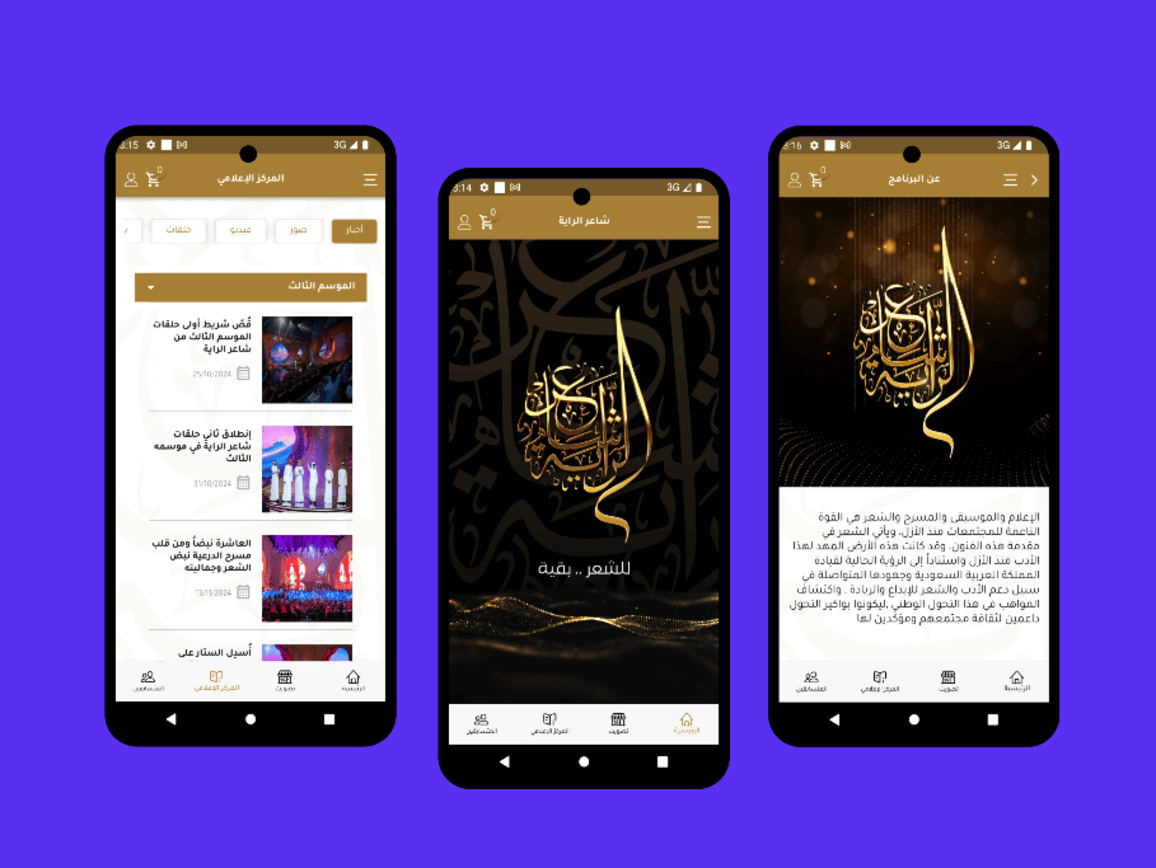 3:15
3G
0
المركز الإعلامي
أخبار
صور
فيديو
حلقات
الموسم الثالث
قُصّ شريط أولى حلقات
الموسم الثالث من
شاعر الراية
25/10/2024
إنطلاق ثاني حلقات
شاعر الراية في موسمه
الثالث
31/10/2024
العاشرة نبضاً ومن قلب
مسرح الدرعية نبض
الشعر وجماليته
13/11/2024
أُسدل الستار على
الرئيسية
تصويت
المركز الإعلامي
المتسابقين
3:14
3G
0
شاعر الراية
شاعر الراية
للشعر .. بقية
الرئيسية
تصويت
المركز الإعلامي
المتسابقين
3:16
3G
0
عن البرنامج
شاعر الراية
الإعلام والموسيقى والمسرح والشعر هي القوة
الناعمة للمجتمعات منذ الأزل، ويأتي الشعر في
مقدمة هذه الفنون. وقد كانت هذه الأرض المهد لهذا
الأدب منذ الأزل واستناداً إلى الرؤية الحالية لقيادة
المملكة العربية السعودية وجهودها المتواصلة في
سبيل دعم الأدب والشعر للإبداع والريادة . واكتشاف
المواهب في هذا التحول الوطني ,ليكونوا بواكير التحول
داعمين لثقافة مجتمعهم ومؤكدين لها
الرئيسية
تصويت
المركز الإعلامي
المتسابقين